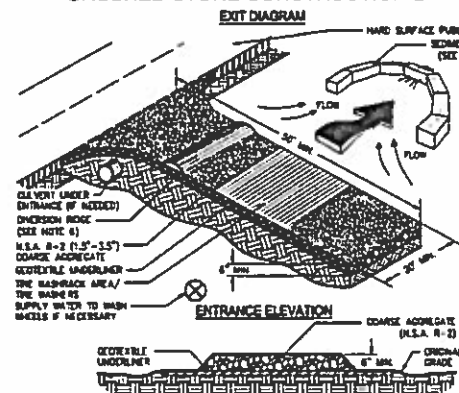 EXIT DIAGRAM
HARD SURFACE PUB
SEDIM
(SEE
FLOW
50' MIN.
FLOW
CULVERT UNDER
ENTRANCE (IF NEEDED)
DIVERSION RIDGE
(SEE NOTE 6)
N.S.A. R-2 (1.5"-3.5")
COARSE AGGREGATE
GEOTEXTILE UNDERLINER
TIRE WASHRACK AREA/
TIRE WASHERS
SUPPLY WATER TO WASH
WHEELS IF NECESSARY
6" MIN.
20' MIN.
ENTRANCE ELEVATION
COARSE AGGREGATE
(N.S.A. R-2)
GEOTEXTILE
UNDERLINER
6" MIN.
ORIGINAL
GRADE